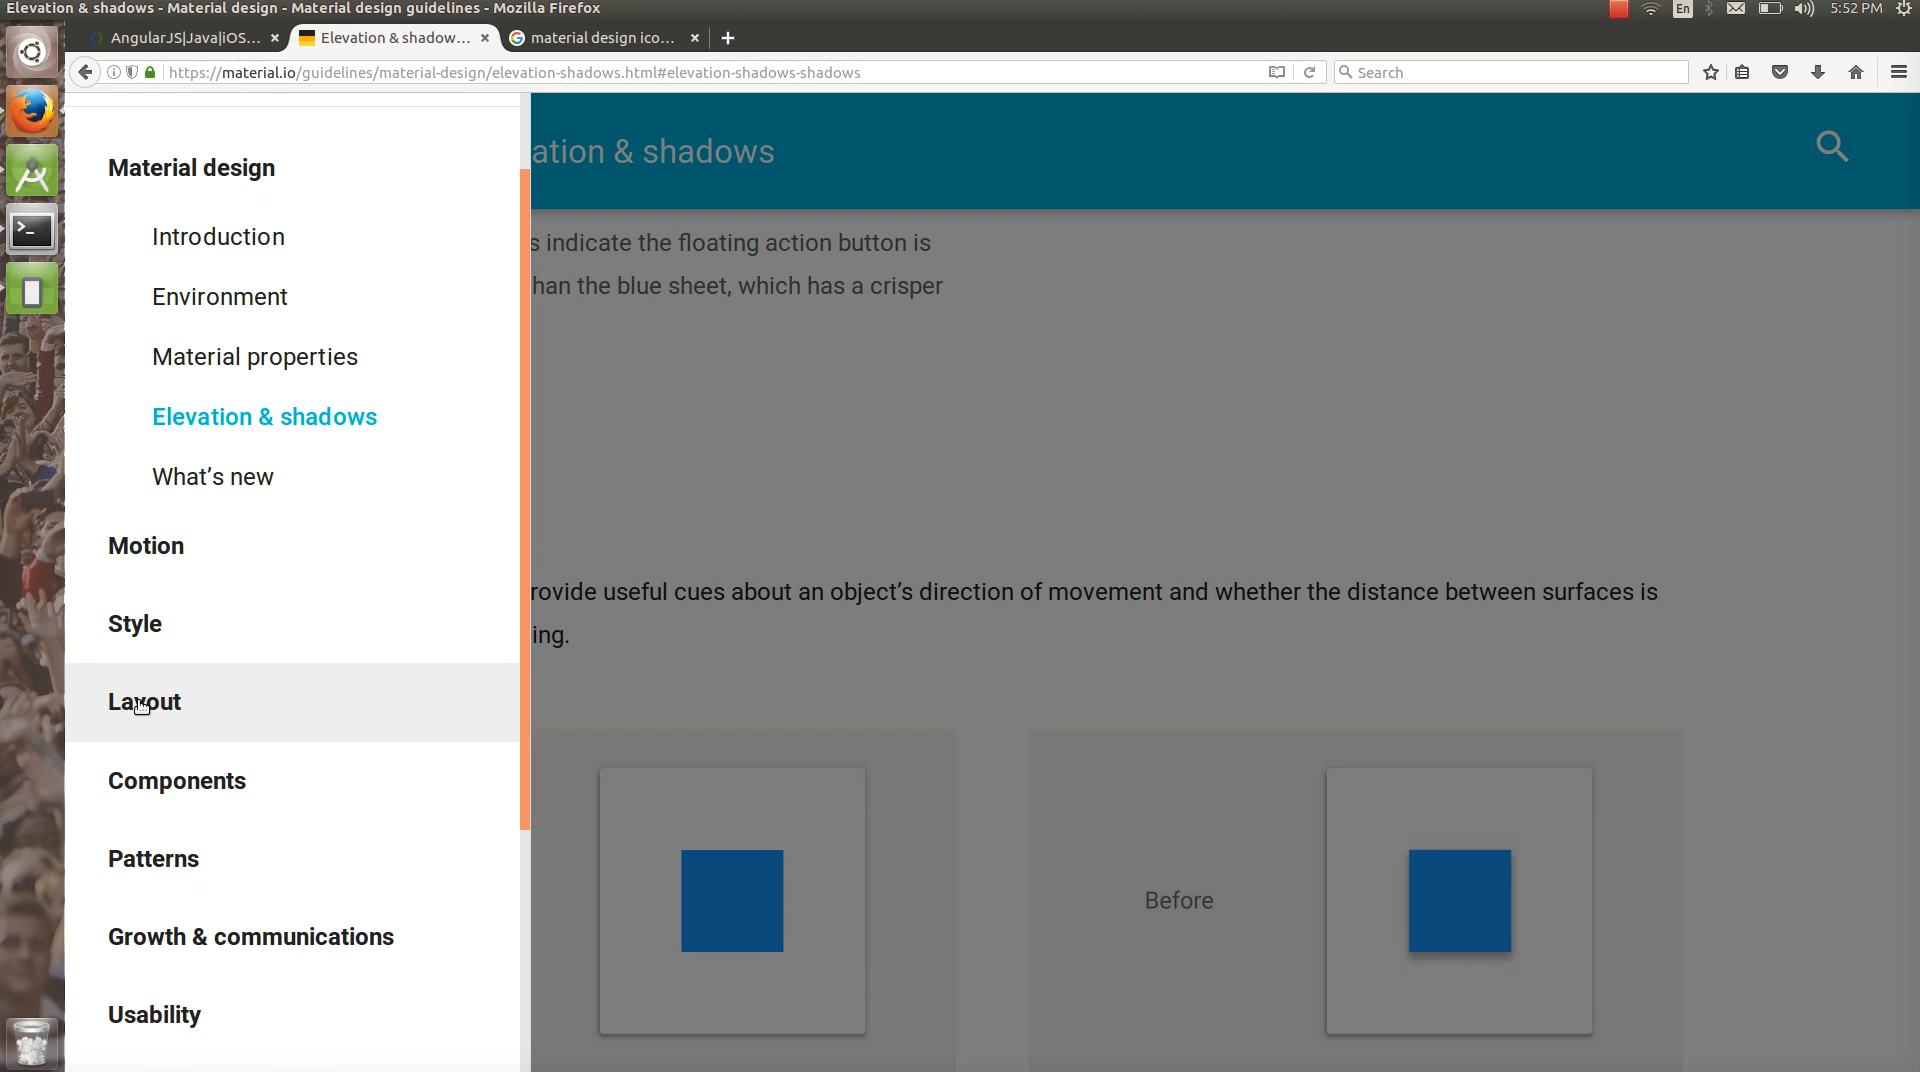 Elevation & shadows - Material design - Material design guidelines - Mozilla Firefox
En
5:52 PM
AngularJS|Java|iOS...
Elevation & shadow...
material design ico...
https://material.io/guidelines/material-design/elevation-shadows.html#elevation-shadows-shadows
Search
ation & shadows
Material design
Introduction
Environment
Material properties
Elevation & shadows
What's new
Motion
Style
Layout
Components
Patterns
Growth & communications
Usability
s indicate the floating action button is
han the blue sheet, which has a crisper
rovide useful cues about an object's direction of movement and whether the distance between surfaces is
ing.
Before